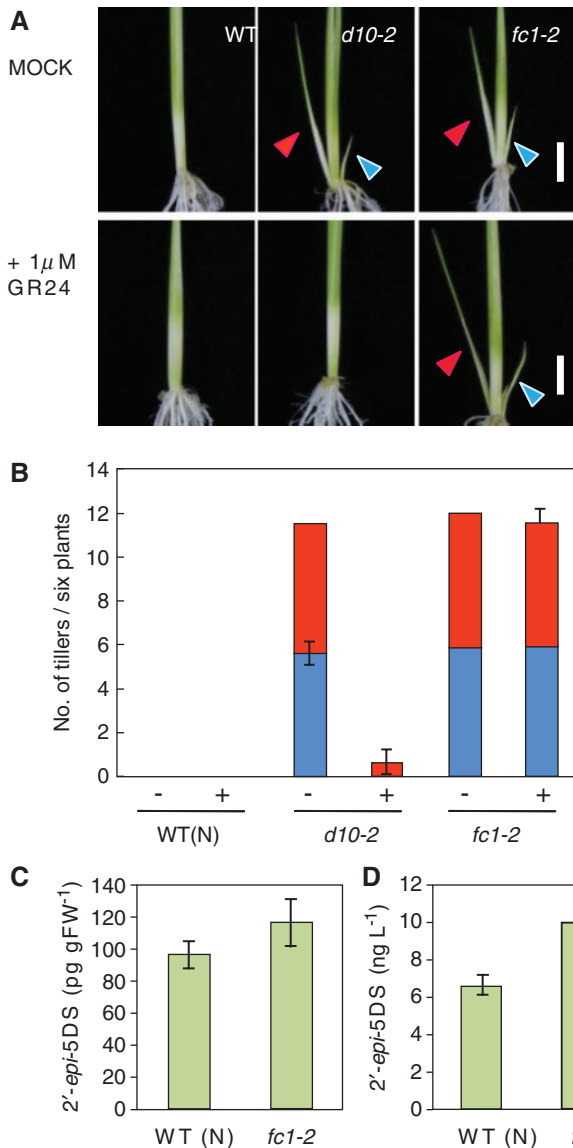 A
WT
d10-2
fc1-2
MOCK
+ 1μM
GR24
B
No. of tillers / six plants
14
12
10
8
6
4
2
0
- + - + - +
WT(N) d10-2 fc1-2
C
2′-epi-5DS (pg gFW⁻¹)
140
120
100
80
60
40
20
0
WT (N) fc1-2
D
2′-epi-5DS (ng L⁻¹)
12
10
8
6
4
2
0
WT (N)